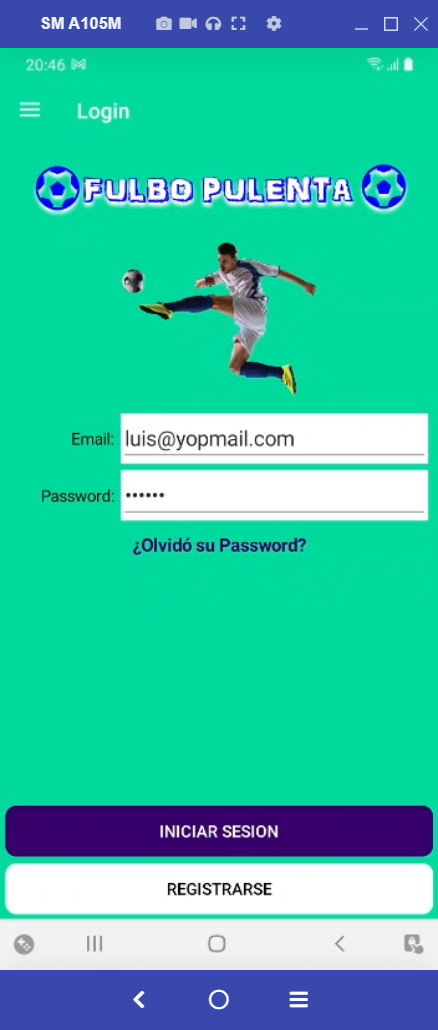 SM A105M
20:46
Login
FULBO PULENTA
Email: luis@yopmail.com
Password: ••••••
¿Olvidó su Password?
INICIAR SESION
REGISTRARSE